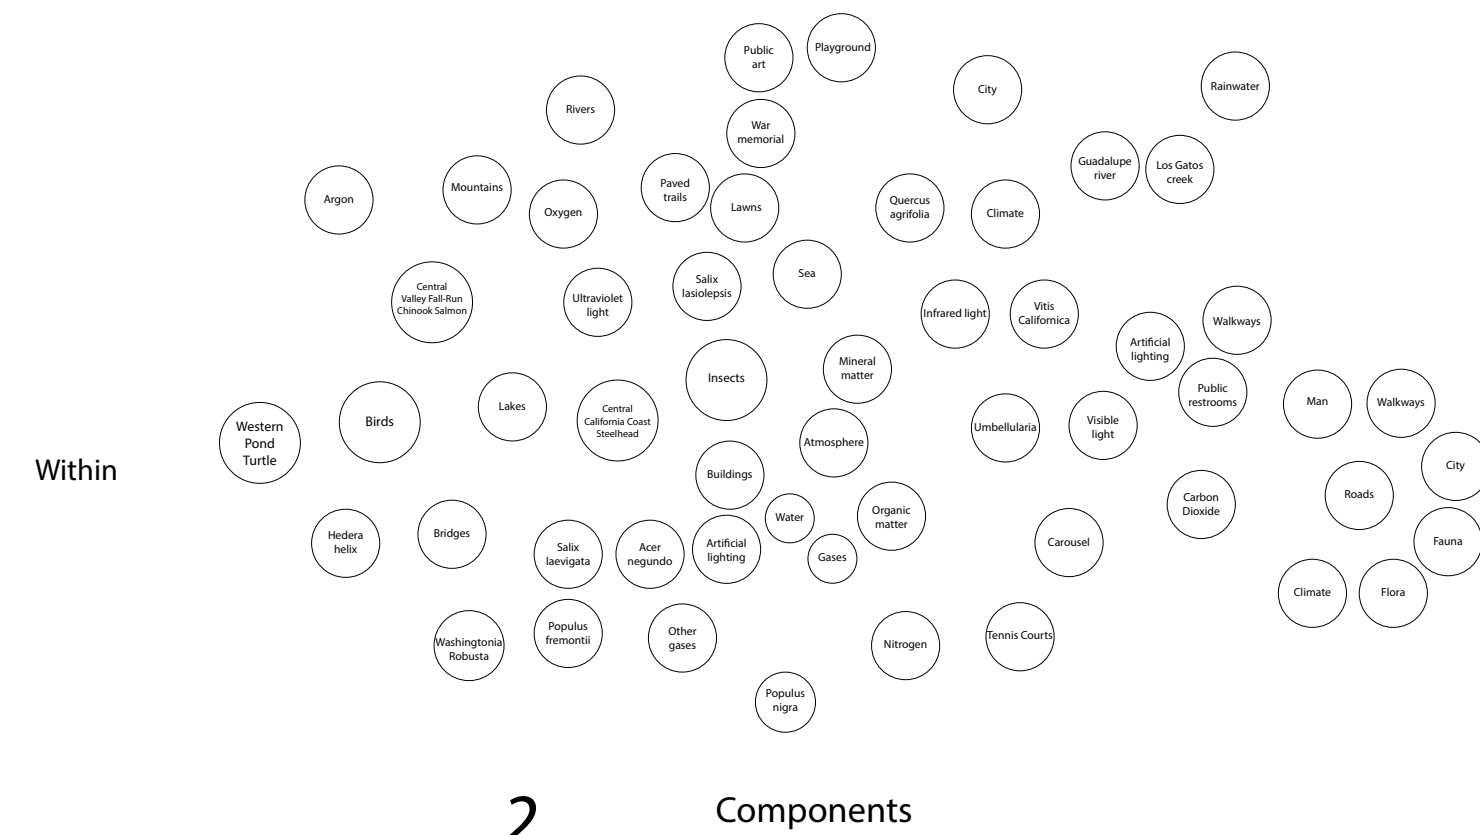 Public
art
Playground
City
Rainwater
Rivers
War
memorial
Guadalupe
river
Los Gatos
creek
Argon
Mountains
Oxygen
Paved
trails
Lawns
Quercus
agrifolia
Climate
Central
Valley Fall-Run
Chinook Salmon
Ultraviolet
light
Salix
lasiolepsis
Sea
Infrared light
Vitis
Californica
Artificial
lighting
Walkways
Insects
Mineral
matter
Public
restrooms
Man
Walkways
Western
Pond
Turtle
Birds
Lakes
Central
California Coast
Steelhead
Atmosphere
Umbellularia
Visible
light
City
Within
Buildings
Water
Organic
matter
Carbon
Dioxide
Roads
Hedera
helix
Bridges
Salix
laevigata
Acer
negundo
Artificial
lighting
Gases
Carousel
Fauna
Climate
Flora
Washingtonia
Robusta
Populus
fremontii
Other
gases
Nitrogen
Tennis Courts
Populus
nigra
2
Components